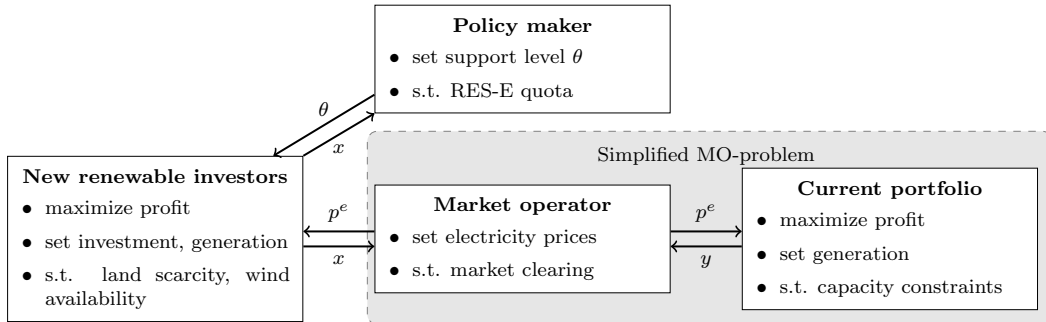 Policy maker
• set support level θ
• s.t. RES-E quota
θ
x
Simplified MO-problem
New renewable investors
• maximize profit
• set investment, generation
• s.t. land scarcity, wind
availability
p^e
x
Market operator
• set electricity prices
• s.t. market clearing
p^e
y
Current portfolio
• maximize profit
• set generation
• s.t. capacity constraints